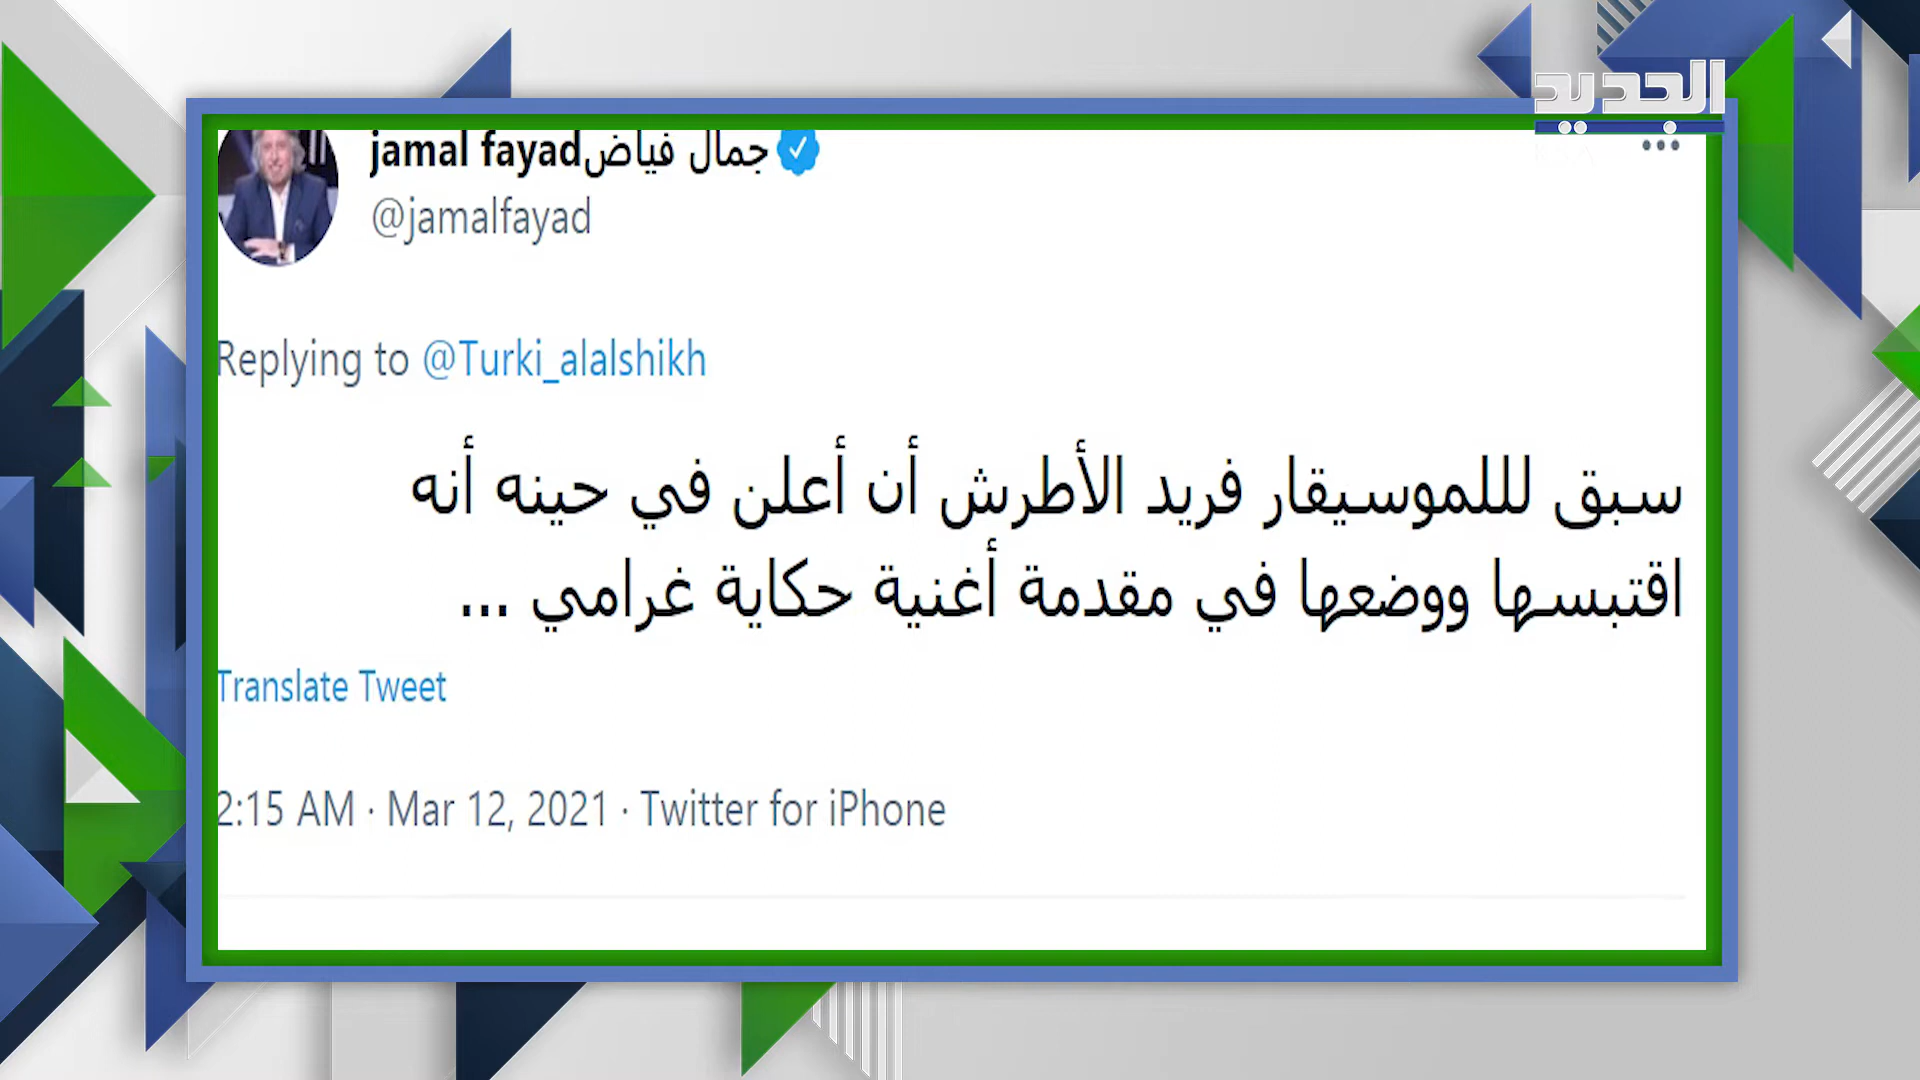 الجديد
jamal fayadجمال فياض
@jamalfayad
Replying to @Turki_alalshikh
سبق لللموسيقار فريد الأطرش أن أعلن في حينه أنه
اقتبسها ووضعها في مقدمة أغنية حكاية غرامي ...
Translate Tweet
2:15 AM · Mar 12, 2021 · Twitter for iPhone